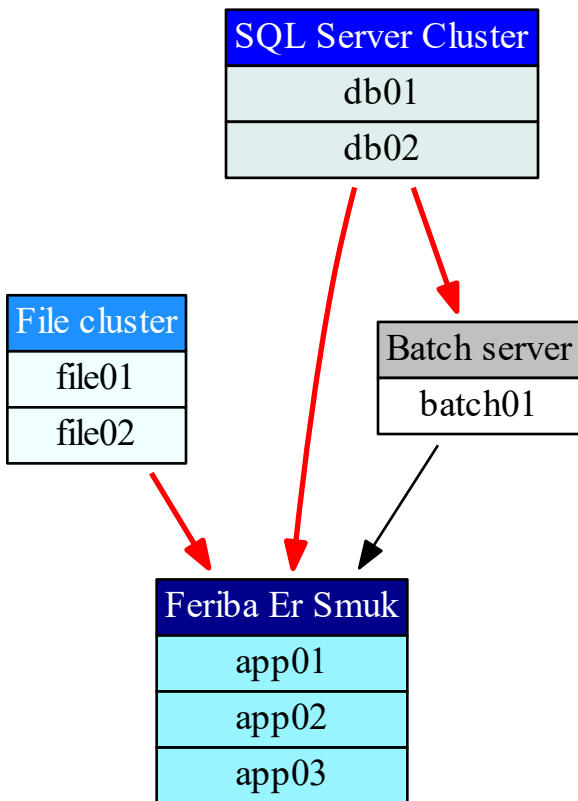 SQL Server Cluster
db01
db02
File cluster
file01
file02
Batch server
batch01
Feriba Er Smuk
app01
app02
app03